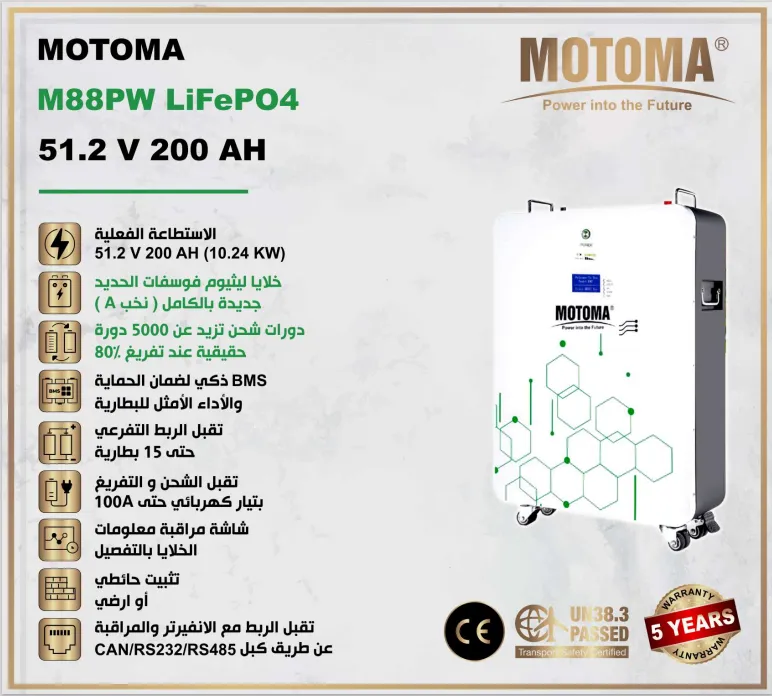 MOTOMA
M88PW LiFePO4
51.2 V 200 AH
MOTOMA®
Power into the Future
الاستطاعة الفعلية
51.2 V 200 AH (10.24 KW)
خلايا ليثيوم فوسفات الحديد
جديدة بالكامل ( نخب A )
دورات شحن تزيد عن 5000 دورة
حقيقية عند تفريغ %80
BMS ذكي لضمان الحماية
والأداء الأمثل للبطارية
تقبل الربط التفرعي
حتى 15 بطارية
تقبل الشحن و التفريغ
بتيار كهربائي حتى 100A
شاشة مراقبة معلومات
الخلايا بالتفصيل
تثبيت حائطي
أو ارضي
تقبل الربط مع الانفيرتر والمراقبة
عن طريق كبل CAN/RS232/RS485
BMS
POWER
MOTOMA®
Power into the Future
CE
UN38.3
PASSED
Transport Safety Certified
WARRANTY
5 YEARS
WARRANTY